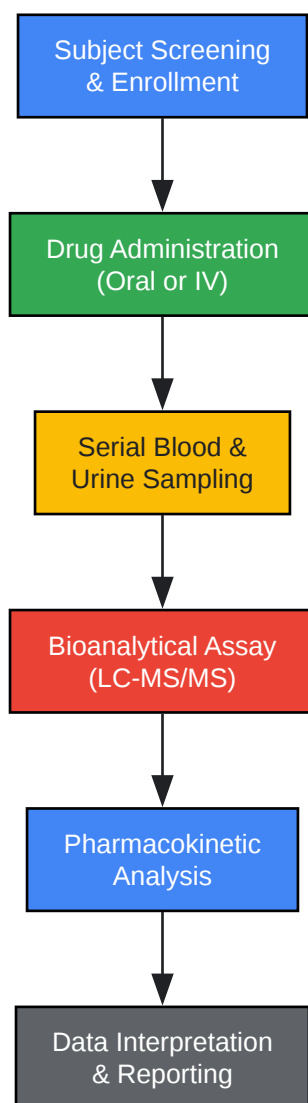 Subject Screening
& Enrollment
Drug Administration
(Oral or IV)
Serial Blood &
Urine Sampling
Bioanalytical Assay
(LC-MS/MS)
Pharmacokinetic
Analysis
Data Interpretation
& Reporting